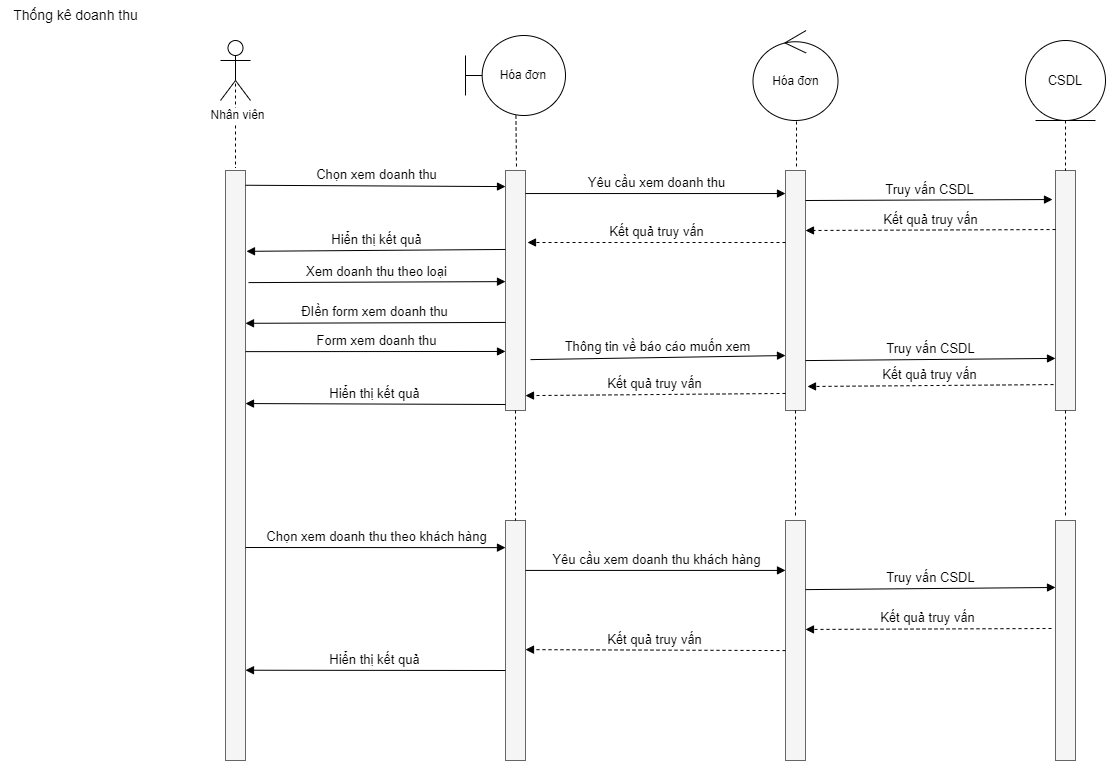 Thống kê doanh thu
Nhân viên
Hóa đơn
Hóa đơn
CSDL
Chọn xem doanh thu
Yêu cầu xem doanh thu
Truy vấn CSDL
Kết quả truy vấn
Kết quả truy vấn
Hiển thị kết quả
Xem doanh thu theo loại
ĐIền form xem doanh thu
Form xem doanh thu
Thông tin về báo cáo muốn xem
Truy vấn CSDL
Kết quả truy vấn
Kết quả truy vấn
Hiển thị kết quả
Chọn xem doanh thu theo khách hàng
Yêu cầu xem doanh thu khách hàng
Truy vấn CSDL
Kết quả truy vấn
Kết quả truy vấn
Hiển thị kết quả